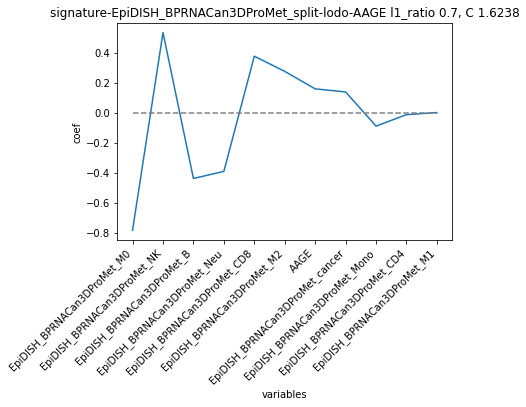 signature-EpiDISH_BPRNACan3DProMet_split-lodo-AAGE l1_ratio 0.7, C 1.6238
0.4
0.2
0.0
−0.2
−0.4
−0.6
−0.8
coef
EpiDISH_BPRNACan3DProMet_M0
EpiDISH_BPRNACan3DProMet_NK
EpiDISH_BPRNACan3DProMet_B
EpiDISH_BPRNACan3DProMet_Neu
EpiDISH_BPRNACan3DProMet_CD8
EpiDISH_BPRNACan3DProMet_M2
AAGE
EpiDISH_BPRNACan3DProMet_cancer
EpiDISH_BPRNACan3DProMet_Mono
EpiDISH_BPRNACan3DProMet_CD4
EpiDISH_BPRNACan3DProMet_M1
variables